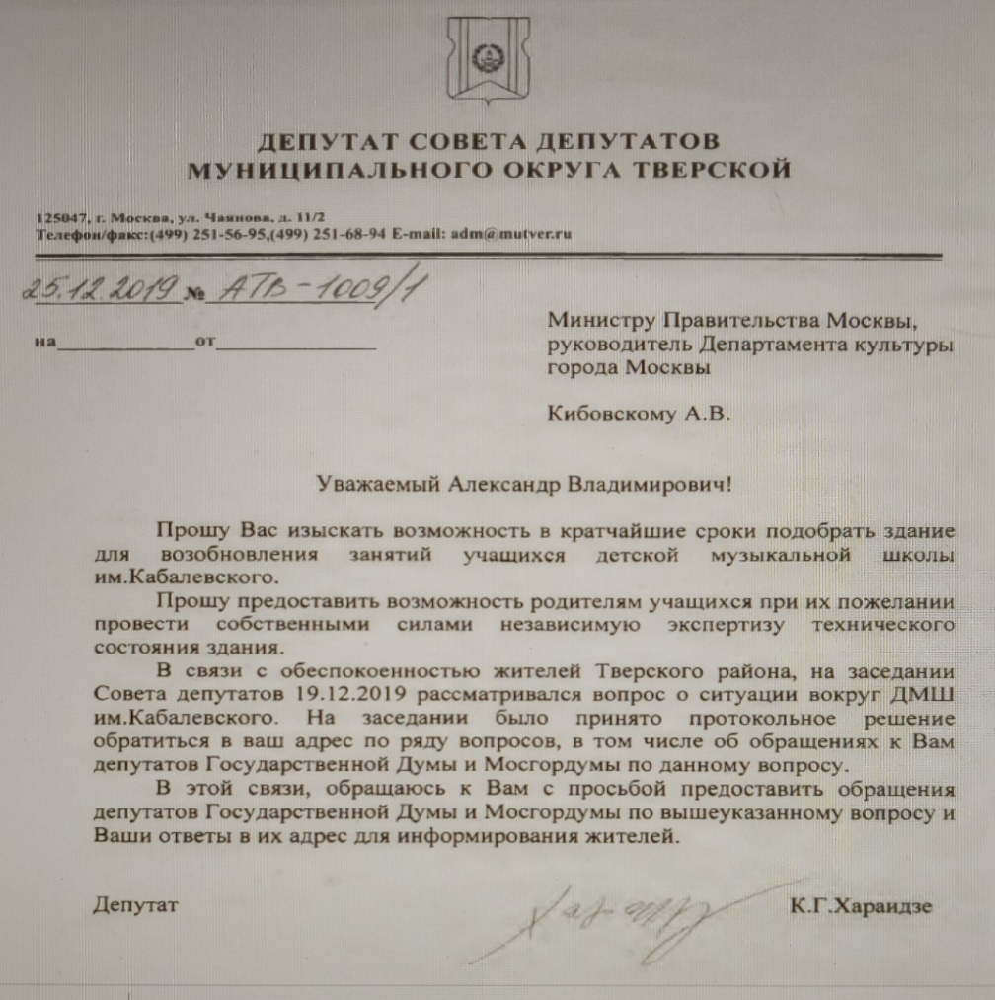 ДЕПУТАТ СОВЕТА ДЕПУТАТОВ
МУНИЦИПАЛЬНОГО ОКРУГА ТВЕРСКОЙ
125047, г. Москва, ул. Чаянова, д. 11/2
Телефон/факс:(499) 251-56-95,(499) 251-68-94 E-mail: adm@mutver.ru
25.12.2019 № АТВ-1009/1
на от
Министру Правительства Москвы,
руководитель Департамента культуры
города Москвы
Кибовскому А.В.
Уважаемый Александр Владимирович!
Прошу Вас изыскать возможность в кратчайшие сроки подобрать здание
для возобновления занятий учащихся детской музыкальной школы
им.Кабалевского.
Прошу предоставить возможность родителям учащихся при их пожелании
провести собственными силами независимую экспертизу технического
состояния здания.
В связи с обеспокоенностью жителей Тверского района, на заседании
Совета депутатов 19.12.2019 рассматривался вопрос о ситуации вокруг ДМШ
им.Кабалевского. На заседании было принято протокольное решение
обратиться в ваш адрес по ряду вопросов, в том числе об обращениях к Вам
депутатов Государственной Думы и Мосгордумы по данному вопросу.
В этой связи, обращаюсь к Вам с просьбой предоставить обращения
депутатов Государственной Думы и Мосгордумы по вышеуказанному вопросу и
Ваши ответы в их адрес для информирования жителей.
Депутат К.Г.Хараидзе